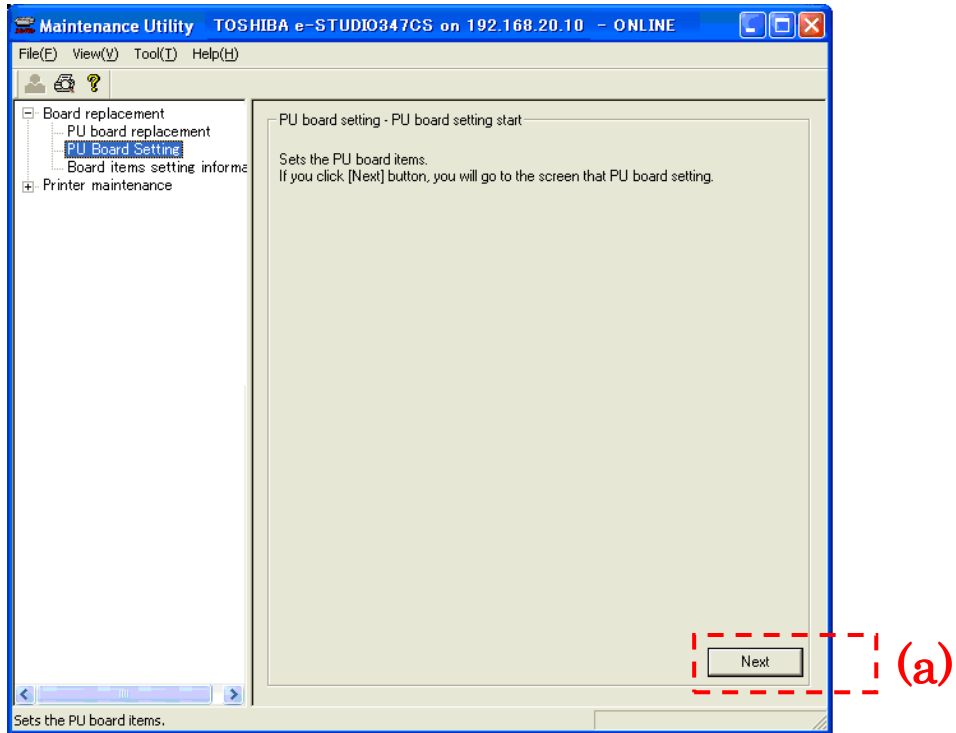 Maintenance Utility TOSHIBA e-STUDIO347CS on 192.168.20.10 - ONLINE
File(F) View(V) Tool(T) Help(H)
Board replacement
PU board replacement
PU Board Setting
Board items setting informa
Printer maintenance
PU board setting - PU board setting start
Sets the PU board items.
If you click [Next] button, you will go to the screen that PU board setting.
Next
(a)
Sets the PU board items.